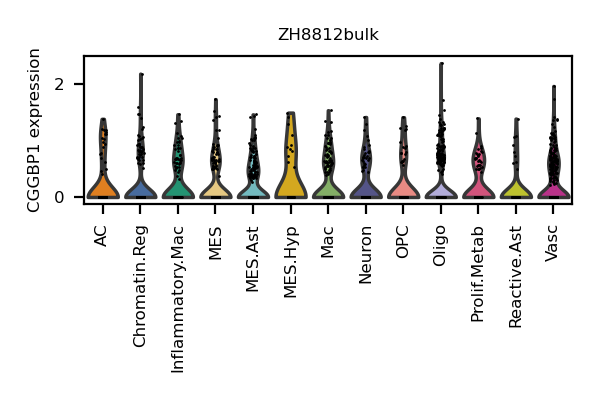 ZH8812bulk
CGGBP1 expression
2
0
AC
Chromatin.Reg
Inflammatory.Mac
MES
MES.Ast
MES.Hyp
Mac
Neuron
OPC
Oligo
Prolif.Metab
Reactive.Ast
Vasc